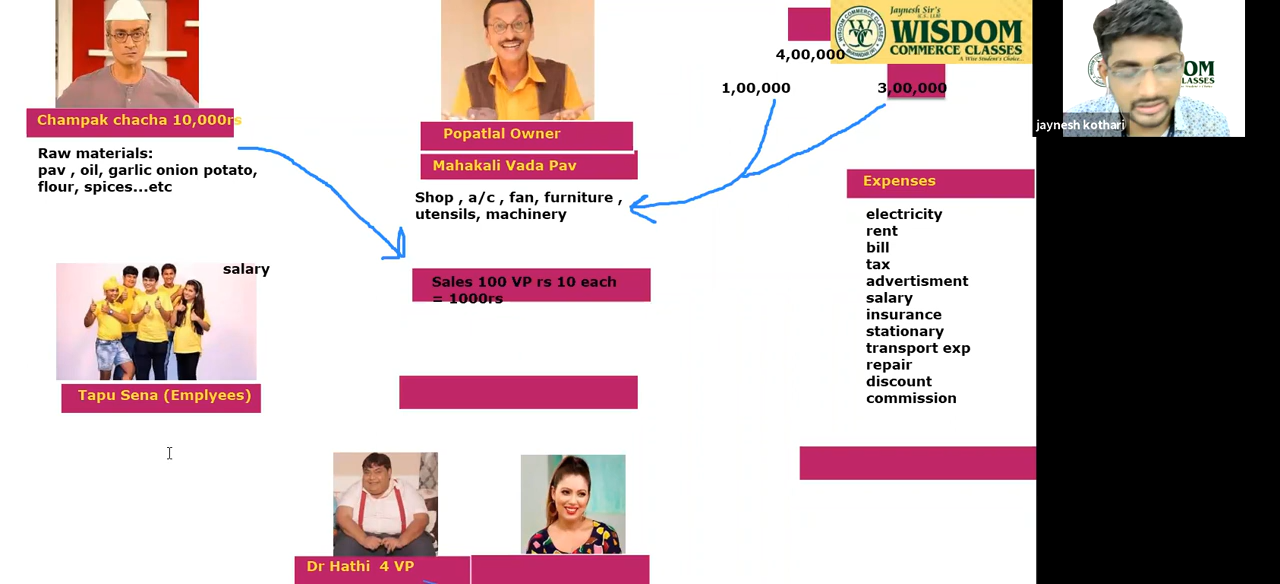 Jaynesh Sir's
WISDOM
COMMERCE CLASSES
A Wise Student's Choice...
4,00,000
1,00,000
3,00,000
OM
LASSES
jaynesh kothari
Champak chacha 10,000rs
Raw materials:
pav , oil, garlic onion potato,
flour, spices...etc
Popatlal Owner
Mahakali Vada Pav
Shop , a/c , fan, furniture ,
utensils, machinery
Expenses
electricity
rent
bill
tax
advertisment
salary
insurance
stationary
transport exp
repair
discount
commission
salary
Sales 100 VP rs 10 each
= 1000rs
Tapu Sena (Emplyees)
Dr Hathi 4 VP